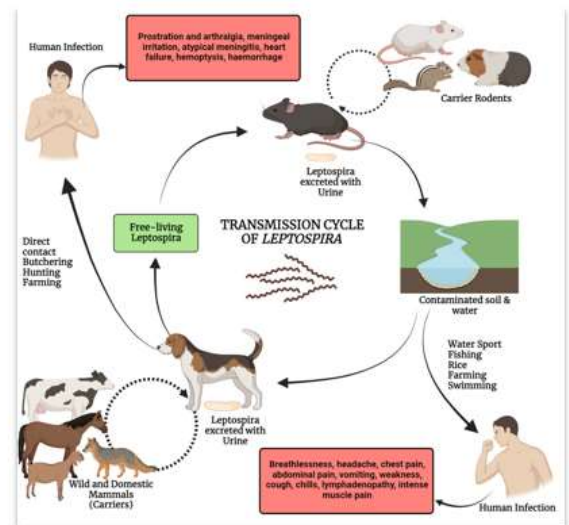 Human Infection
Prostration and arthralgia, meningeal
irritation, atypical meningitis, heart
failure, hemoptysis, haemorrhage
Carrier Rodents
Leptospira
excreted with
Urine
Free-living
Leptospira
TRANSMISSION CYCLE
OF LEPTOSPIRA
Direct
contact
Butchering
Hunting
Farming
Contaminated soil &
water
Water Sport
Fishing
Rice
Farming
Swimming
Leptospira
excreted with
Urine
Wild and Domestic
Mammals
(Carriers)
Breathlessness, headache, chest pain,
abdominal pain, vomiting, weakness,
cough, chills, lymphadenopathy, intense
muscle pain
Human Infection